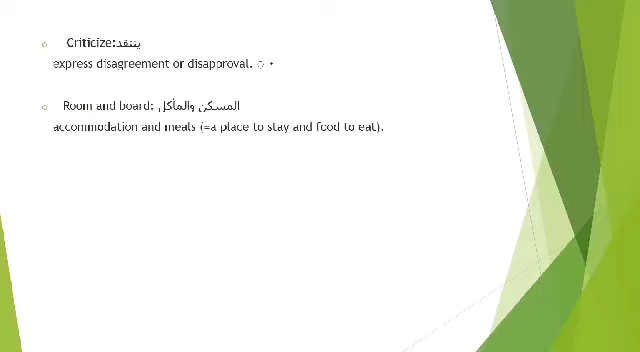 Criticize:ينتقد
express disagreement or disapproval.
Room and board: المسكن والمأكل
accommodation and meals (=a place to stay and food to eat).